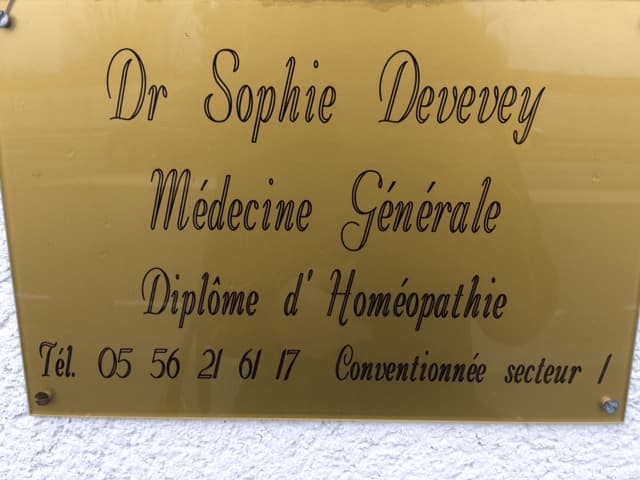 Dr Sophie Devevey
Médecine Générale
Diplôme d' Homéopathie
Tél. 05 56 21 61 17 Conventionnée secteur 1